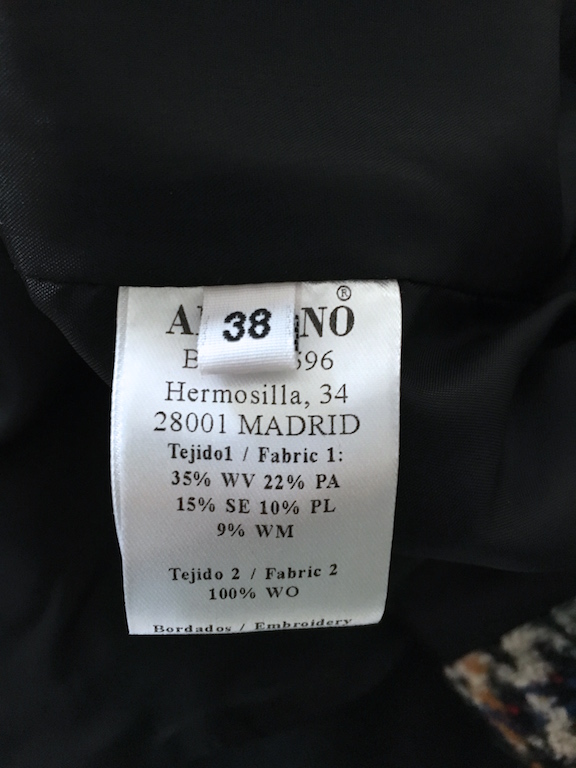 ®
38
Hermosilla, 34
28001 MADRID
Tejido1 / Fabric 1:
35% WV 22% PA
15% SE 10% PL
9% WM
Tejido 2 / Fabric 2
100% WO
Bordados / Embroidery